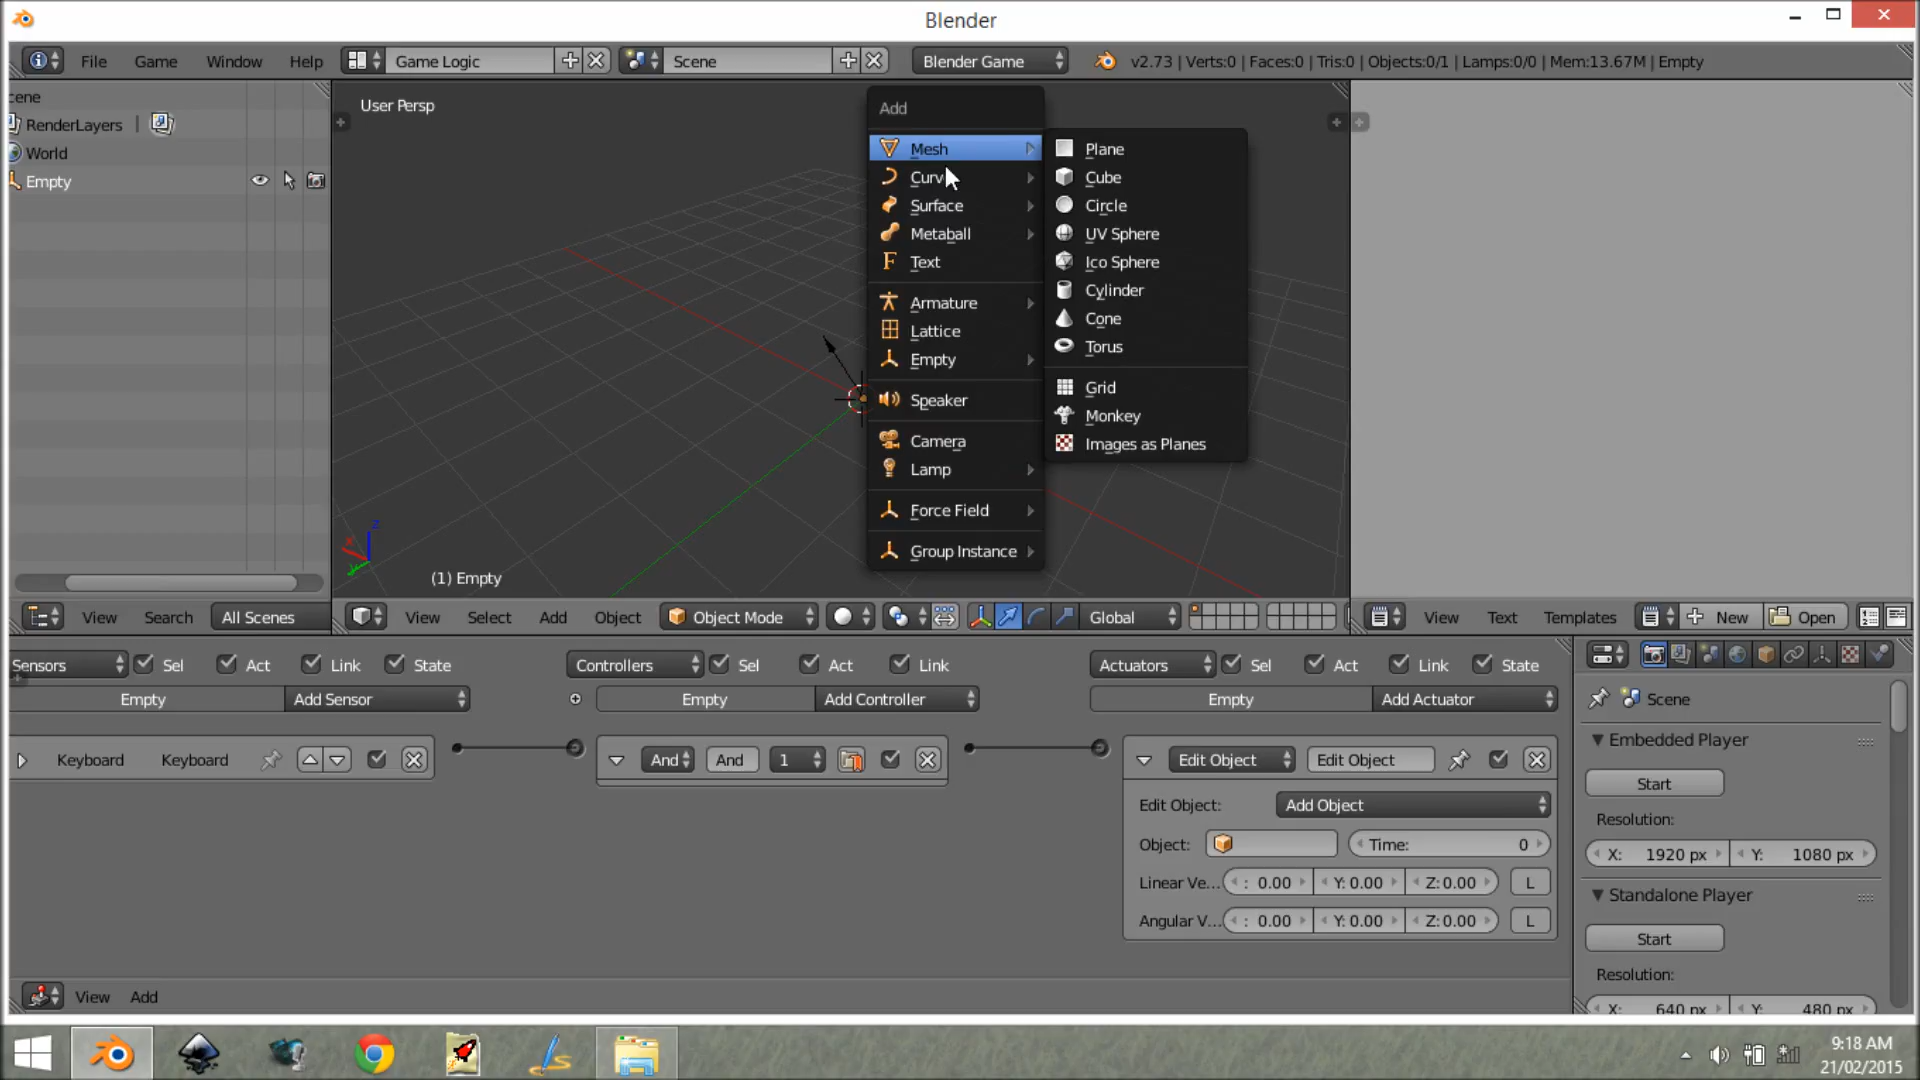 Blender
File Game Window Help Game Logic Scene Blender Game v2.73 | Verts:0 | Faces:0 | Tris:0 | Objects:0/1 | Lamps:0/0 | Mem:13.67M | Empty
cene
RenderLayers |
World
Empty
User Persp
Add
Mesh
Curve
Surface
Metaball
Text
Armature
Lattice
Empty
Speaker
Camera
Lamp
Force Field
Group Instance
Plane
Cube
Circle
UV Sphere
Ico Sphere
Cylinder
Cone
Torus
Grid
Monkey
Images as Planes
x
y
z
(1) Empty
View Search All Scenes
View Select Add Object Object Mode Global
View Text Templates New Open
Sensors Sel Act Link State
Empty Add Sensor
Keyboard Keyboard
Controllers Sel Act Link
Empty Add Controller
And And 1
Actuators Sel Act Link State
Empty Add Actuator
Edit Object Edit Object
Edit Object: Add Object
Object: Time: 0
Linear Ve... : 0.00 Y: 0.00 Z: 0.00 L
Angular V... : 0.00 Y: 0.00 Z: 0.00 L
Scene
Embedded Player
Start
Resolution:
X: 1920 px Y: 1080 px
Standalone Player
Start
Resolution:
X: 640 px Y: 480 px
View Add
9:18 AM
21/02/2015